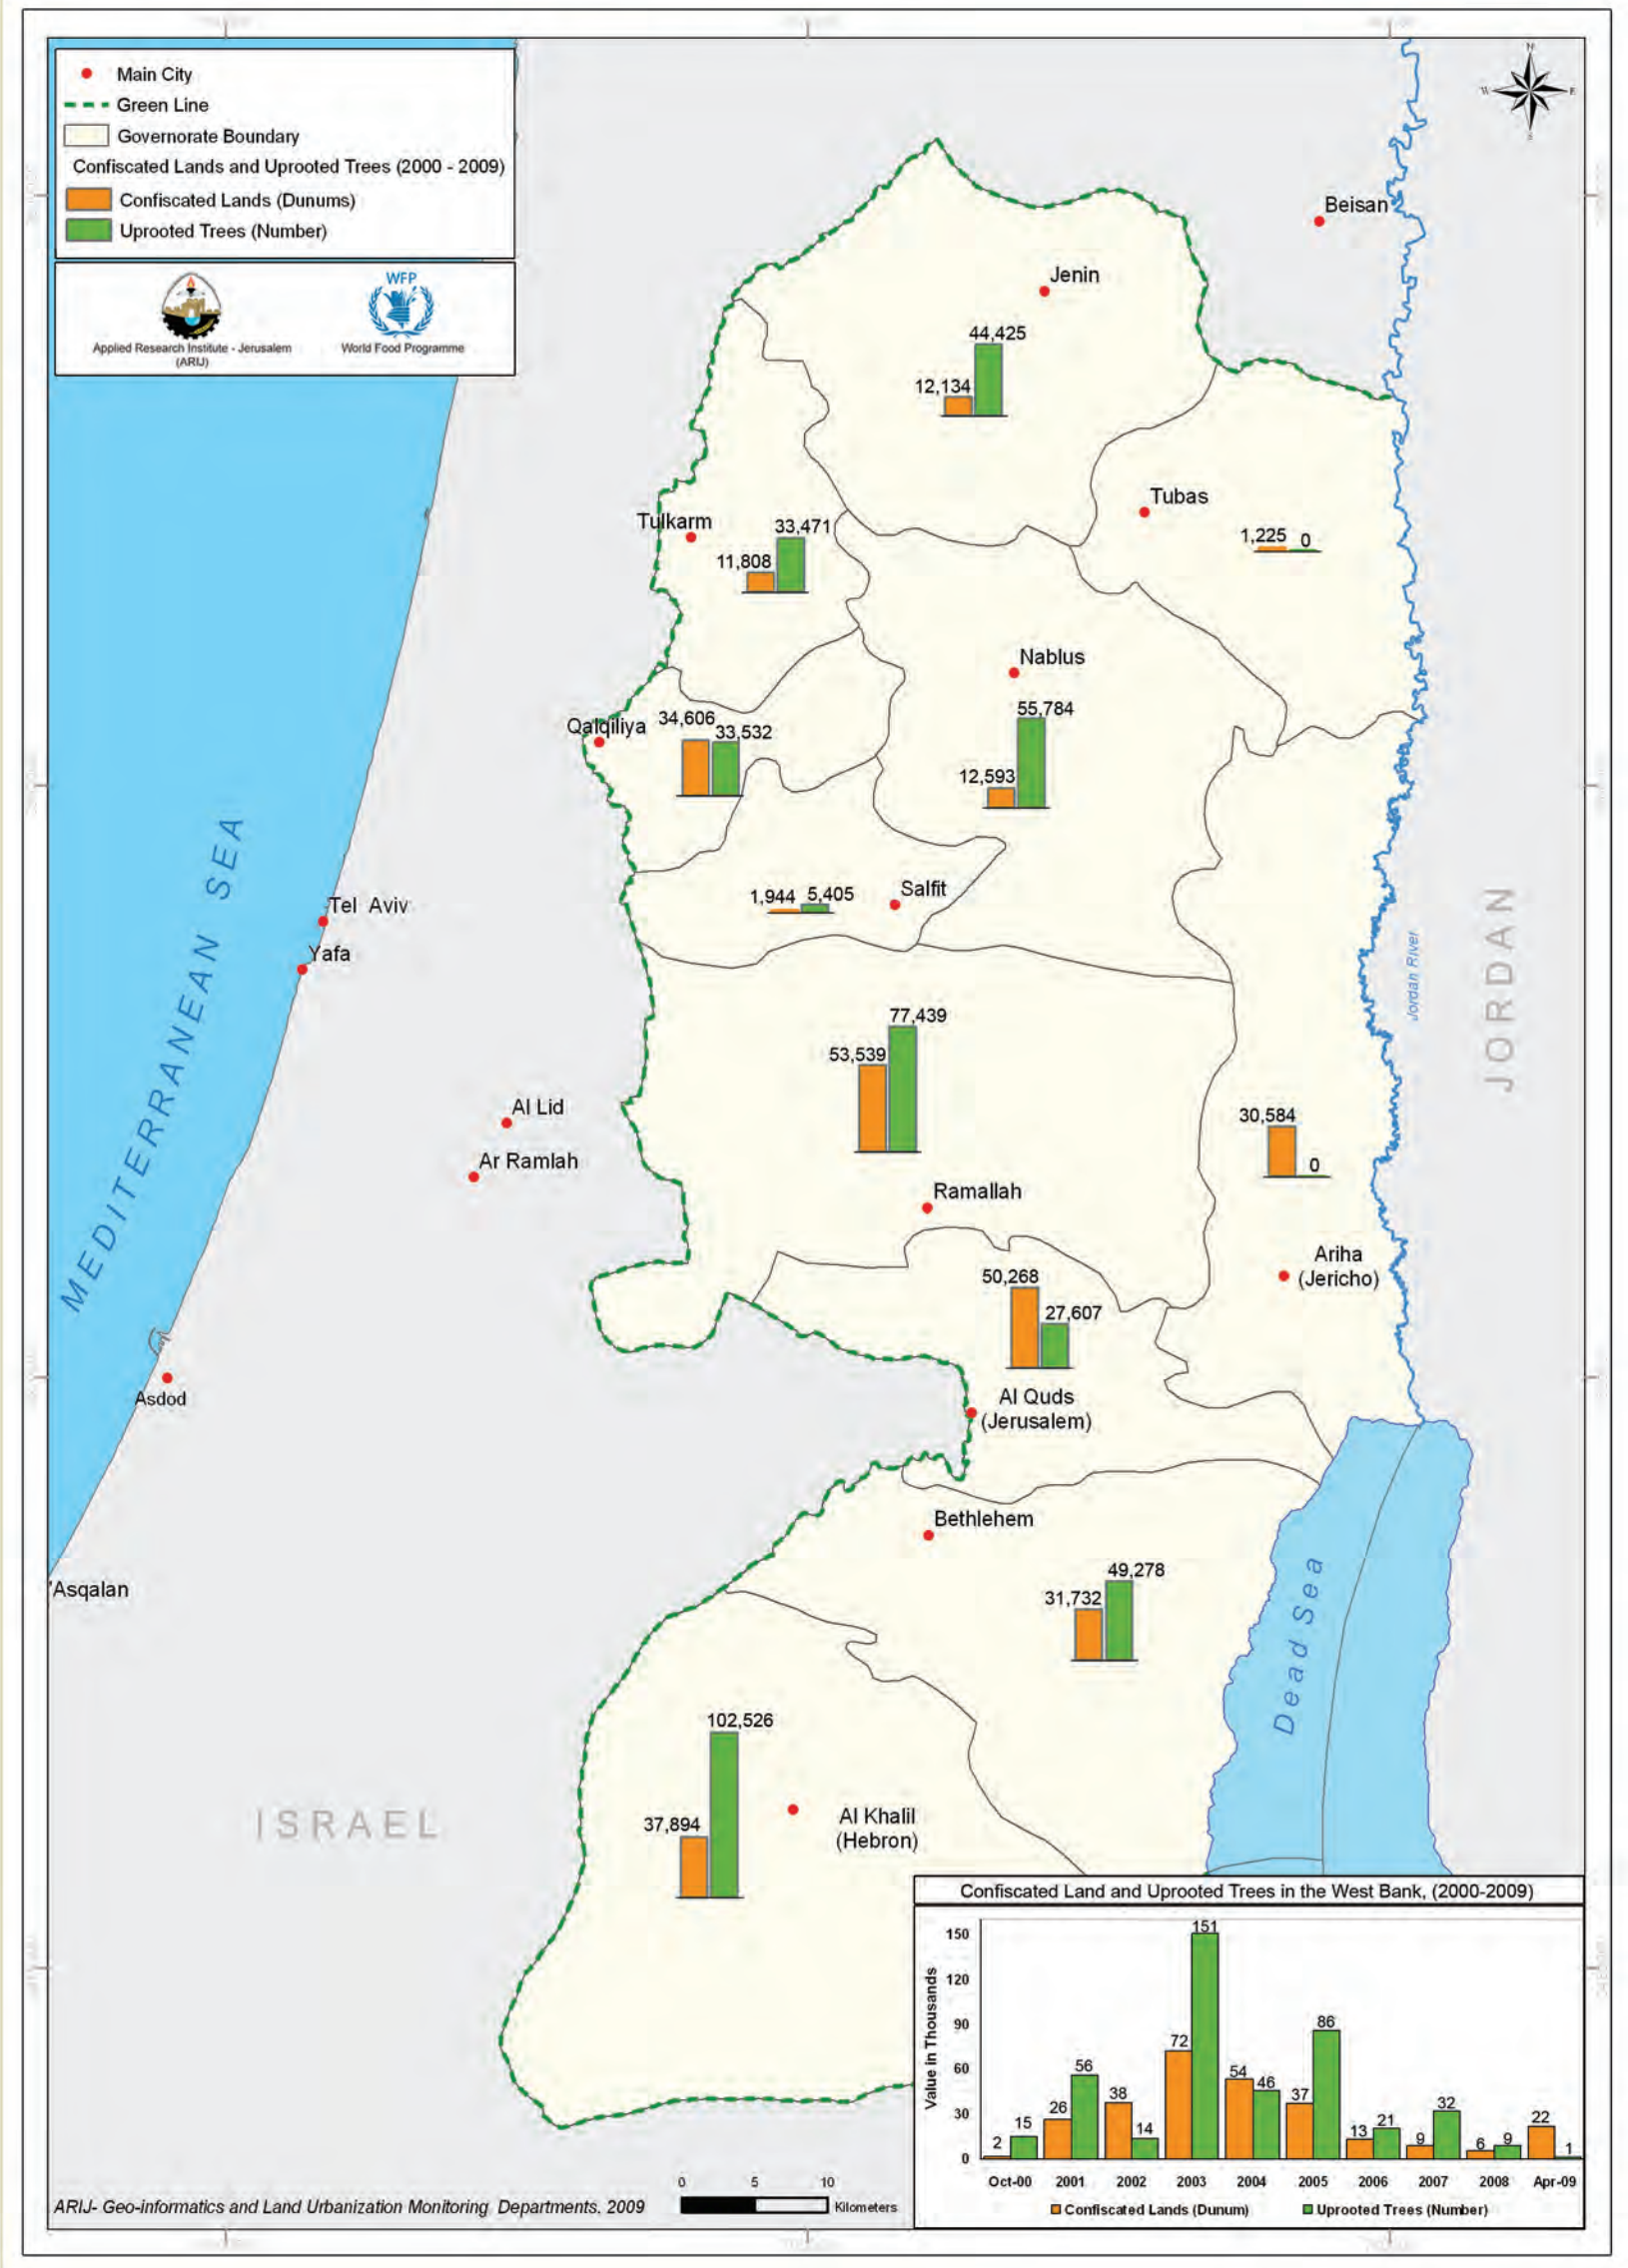 Main City
Green Line
Governorate Boundary
Confiscated Lands and Uprooted Trees (2000 - 2009)
Confiscated Lands (Dunums)
Uprooted Trees (Number)
WFP
Applied Research Institute - Jerusalem
(ARIJ)
World Food Programme
N
W
E
S
Beisan
Jenin
44,425
12,134
Tubas
1,225
0
Tulkarm
33,471
11,808
Nablus
55,784
12,593
Qalqiliya
34,606
33,532
Salfit
1,944
5,405
MEDITERRANEAN SEA
Tel Aviv
Yafa
Jordan River
JORDAN
77,439
53,539
Al Lid
Ar Ramlah
Ramallah
30,584
0
Ariha
(Jericho)
50,268
27,607
Al Quds
(Jerusalem)
Asdod
Bethlehem
49,278
31,732
'Asqalan
Dead Sea
102,526
37,894
Al Khalil
(Hebron)
ISRAEL
Confiscated Land and Uprooted Trees in the West Bank, (2000-2009)
Value in Thousands
150
120
90
60
30
0
2
15
26
56
38
14
72
151
54
46
37
86
13
21
9
32
6
9
22
1
Oct-00 2001 2002 2003 2004 2005 2006 2007 2008 Apr-09
Confiscated Lands (Dunum) Uprooted Trees (Number)
0 5 10
Kilometers
ARIJ- Geo-informatics and Land Urbanization Monitoring Departments, 2009